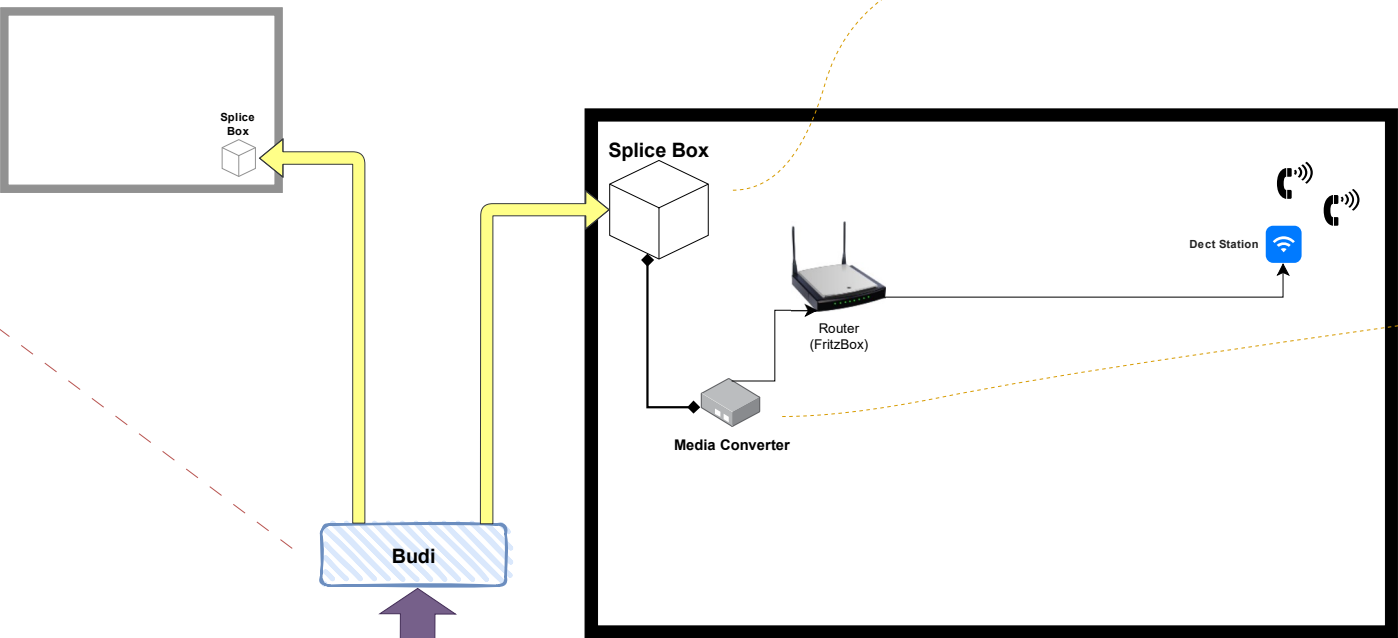 Splice
Box
Splice Box
Dect Station
Router
(FritzBox)
Media Converter
Budi